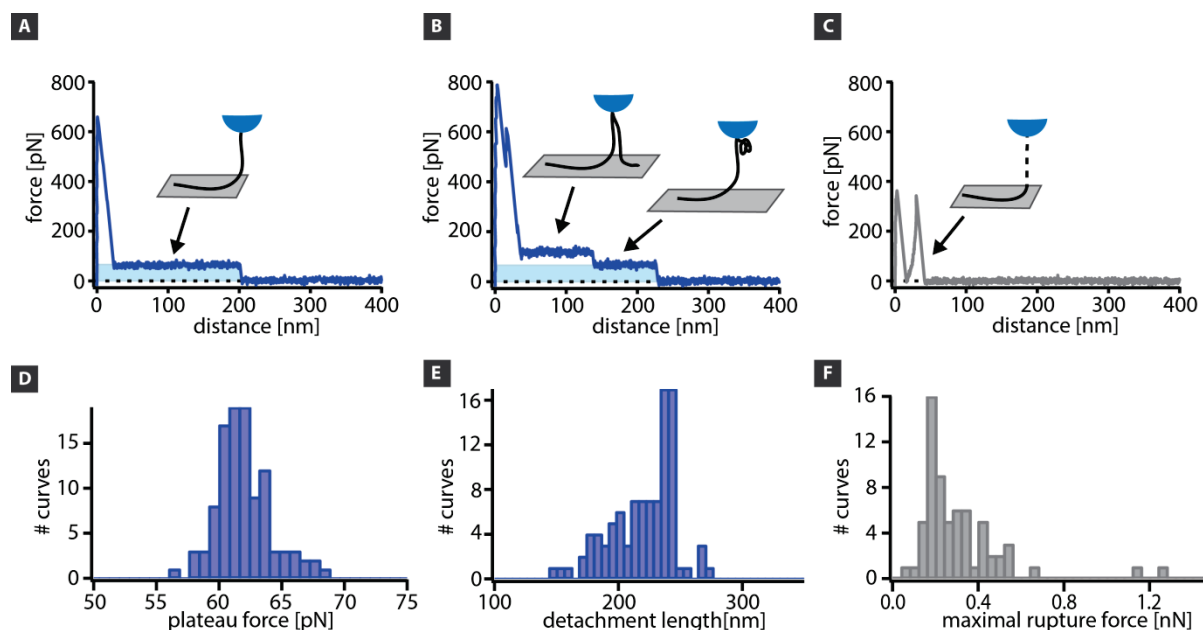 A
B
C
force [pN]
800
600
400
200
0
0 100 200 300 400
distance [nm]
force [pN]
800
600
400
200
0
0 100 200 300 400
distance [nm]
force [pN]
800
600
400
200
0
0 100 200 300 400
distance [nm]
D
E
F
# curves
15
10
5
0
50 55 60 65 70 75
plateau force [pN]
# curves
16
12
8
4
0
100 200 300
detachment length[nm]
# curves
16
12
8
4
0
0.0 0.4 0.8 1.2
maximal rupture force [nN]